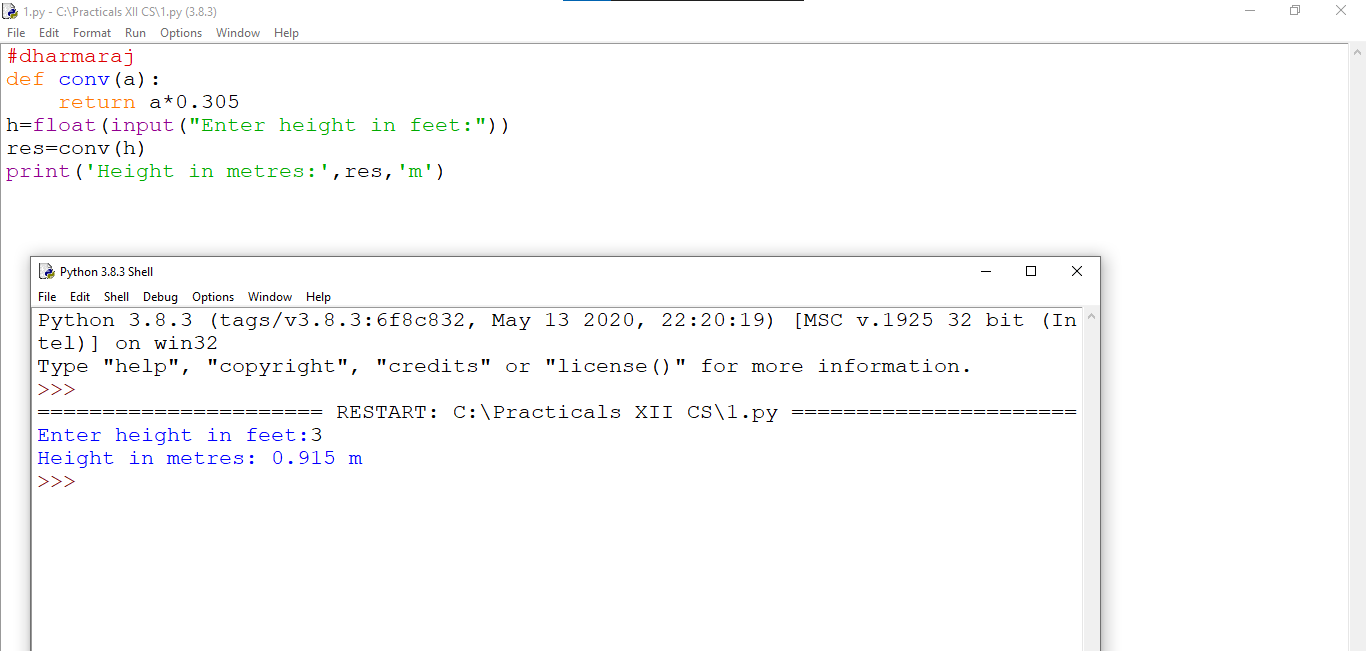 1.py - C:\Practicals XII CS\1.py (3.8.3)
File Edit Format Run Options Window Help
#dharmaraj
def conv(a):
    return a*0.305
h=float(input("Enter height in feet:"))
res=conv(h)
print('Height in metres:',res,'m')
Python 3.8.3 Shell
File Edit Shell Debug Options Window Help
Python 3.8.3 (tags/v3.8.3:6f8c832, May 13 2020, 22:20:19) [MSC v.1925 32 bit (In
tel)] on win32
Type "help", "copyright", "credits" or "license()" for more information.
>>>
====================== RESTART: C:\Practicals XII CS\1.py ======================
Enter height in feet:3
Height in metres: 0.915 m
>>>